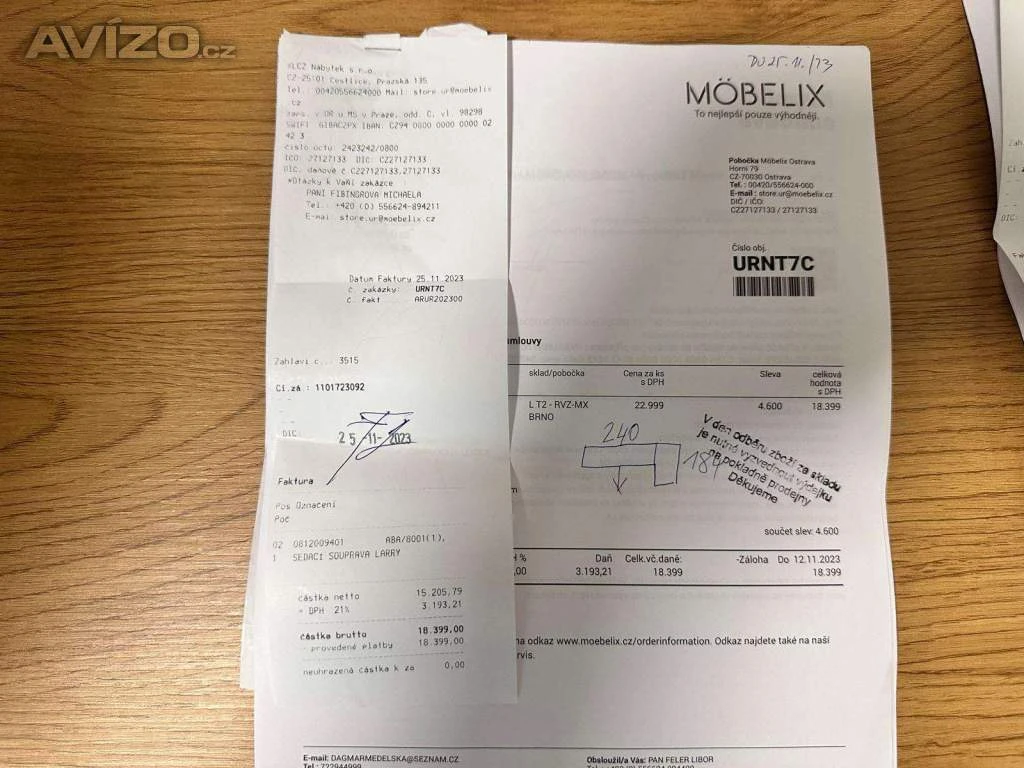 AVÍZO.cz
XLCZ Nábytek s.r.o.
CZ-25101 Čestlice, Pražská 135
Tel.: 00420556624000 Mail: store.ur@moebelix
.cz
zaps. v OR u MS v Praze, odd. C, vl. 98298
SWIFT GIBACZPX IBAN: CZ94 0800 0000 0000 02
42 3
číslo účtu: 2423242/0800
IČO: 27127133 DIČ: CZ27127133
DIČ: daňové č.CZ27127133,27127133
*Otázky k Vaší zakázce
PANÍ FIBINGROVA MICHAELA
Tel.: +420 (0) 556624-894211
E-mail store.ur@moebelix.cz
Datum Faktury 25.11.2023
č. zakázky: URNT7C
č. fakt ARUR202300
Záhlaví č... 3515
Čí.zá.: 1101723092
DIČ:
25 -11- 2023
Faktura
Pos Označení
Poč
02 0812009401 ABA/8001(1),
1 SEDACÍ SOUPRAVA LARRY
částka netto 15.205,79
+ DPH 21% 3.193,21
částka brutto 18.399,00
- provedené platby 18.399,00
neuhrazená částka k za 0,00
DU 25.11./23
MÖBELIX
To nejlepší pouze výhodněji.
Pobočka Möbelix Ostrava
Horní 79
CZ-70030 Ostrava
Tel.: 00420/556624-000
E-mail: store.ur@moebelix.cz
DIČ / IČO:
CZ27127133 / 27127133
Číslo obj.
URNT7C
mlouvy
sklad/pobočka Cena za ks s DPH Sleva celková hodnota s DPH
L T2 - RVZ-MX 22.999 4.600 18.399
BRNO
240
V den odběru zboží ze skladu
je nutno vyzvednout výdejku
na pokladně prodejny
Děkujeme
součet slev: 4.600
% Daň Celk.vč.daně: -Záloha Do 12.11.2023
,00 3.193,21 18.399 18.399
na odkaz www.moebelix.cz/orderinformation. Odkaz najdete také na naší
rvis.
E-mail: DAGMARMEDELSKA@SEZNAM.CZ
Tel.: 722944999
Obsloužil/a Vás: PAN FELER LIBOR